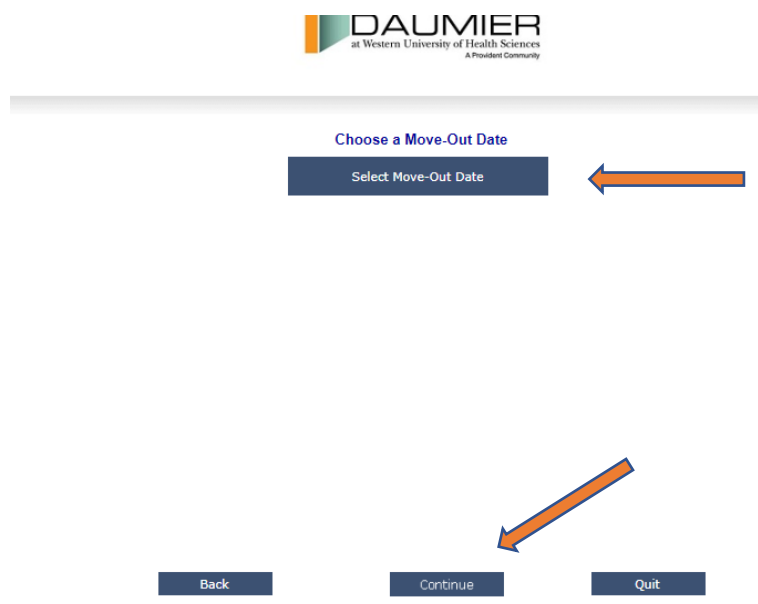 DAUMIER
at Western University of Health Sciences
A Provident Community
Choose a Move-Out Date
Select Move-Out Date
Back Continue Quit